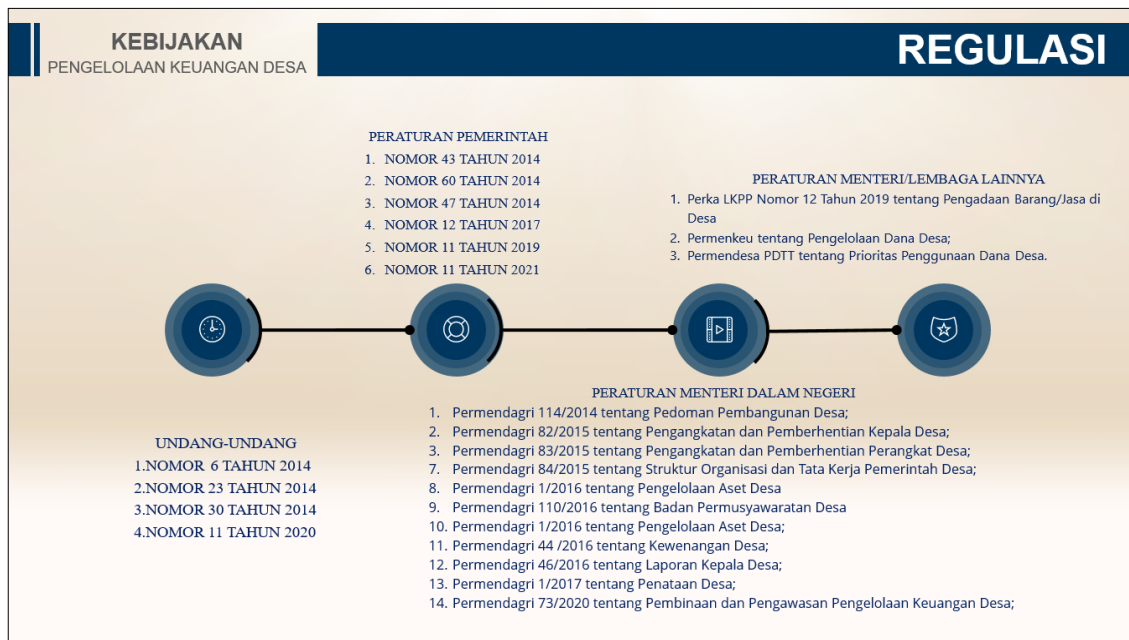 KEBIJAKAN
PENGELOLAAN KEUANGAN DESA
REGULASI
PERATURAN PEMERINTAH
1. NOMOR 43 TAHUN 2014
2. NOMOR 60 TAHUN 2014
3. NOMOR 47 TAHUN 2014
4. NOMOR 12 TAHUN 2017
5. NOMOR 11 TAHUN 2019
6. NOMOR 11 TAHUN 2021
PERATURAN MENTERI/LEMBAGA LAINNYA
1. Perka LKPP Nomor 12 Tahun 2019 tentang Pengadaan Barang/Jasa di
Desa
2. Permenkeu tentang Pengelolaan Dana Desa;
3. Permendesa PDTT tentang Prioritas Penggunaan Dana Desa.
UNDANG-UNDANG
1.NOMOR 6 TAHUN 2014
2.NOMOR 23 TAHUN 2014
3.NOMOR 30 TAHUN 2014
4.NOMOR 11 TAHUN 2020
PERATURAN MENTERI DALAM NEGERI
1. Permendagri 114/2014 tentang Pedoman Pembangunan Desa;
2. Permendagri 82/2015 tentang Pengangkatan dan Pemberhentian Kepala Desa;
3. Permendagri 83/2015 tentang Pengangkatan dan Pemberhentian Perangkat Desa;
7. Permendagri 84/2015 tentang Struktur Organisasi dan Tata Kerja Pemerintah Desa;
8. Permendagri 1/2016 tentang Pengelolaan Aset Desa
9. Permendagri 110/2016 tentang Badan Permusyawaratan Desa
10. Permendagri 1/2016 tentang Pengelolaan Aset Desa;
11. Permendagri 44 /2016 tentang Kewenangan Desa;
12. Permendagri 46/2016 tentang Laporan Kepala Desa;
13. Permendagri 1/2017 tentang Penataan Desa;
14. Permendagri 73/2020 tentang Pembinaan dan Pengawasan Pengelolaan Keuangan Desa;